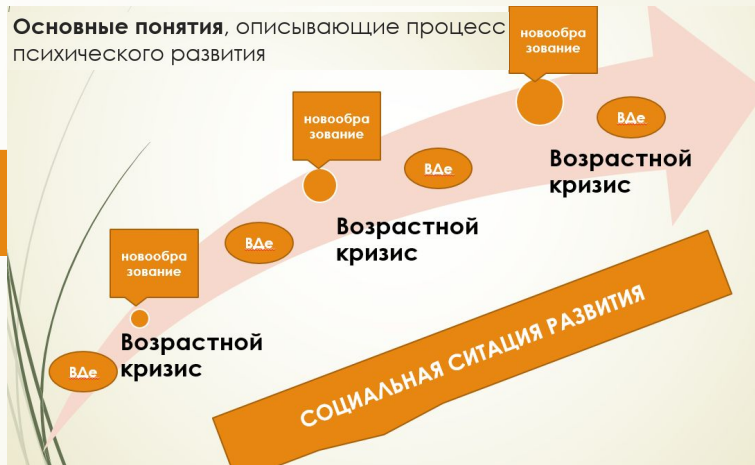 Основные понятия, описывающие процесс
психического развития
новообра
зование
ВДе
новообра
зование
ВДе
Возрастной
кризис
ВДе
Возрастной
кризис
новообра
зование
Возрастной
кризис
ВДе
СОЦИАЛЬНАЯ СИТАЦИЯ РАЗВИТИЯ